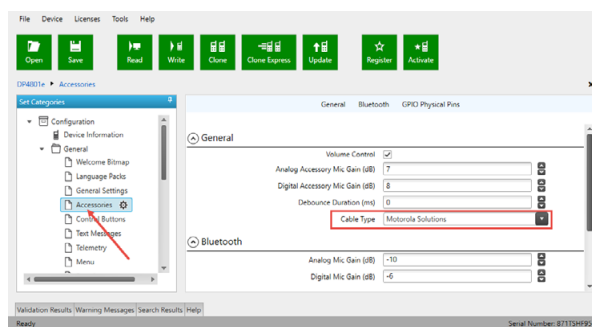 File Device Licenses Tools Help
Open Save Read Write Clone Clone Express Update Register Activate
DP4801e Accessories
Set Categories
General Bluetooth GPIO Physical Pins
Configuration
Device Information
General
Welcome Bitmap
Language Packs
General Settings
Accessories
Control Buttons
Text Messages
Telemetry
Menu
General
Volume Control
Analog Accessory Mic Gain (dB) 7
Digital Accessory Mic Gain (dB) 8
Debounce Duration (ms) 0
Cable Type Motorola Solutions
Bluetooth
Analog Mic Gain (dB) -10
Digital Mic Gain (dB) -6
Validation Results Warning Messages Search Results Help
Ready Serial Number: 871TSHF95